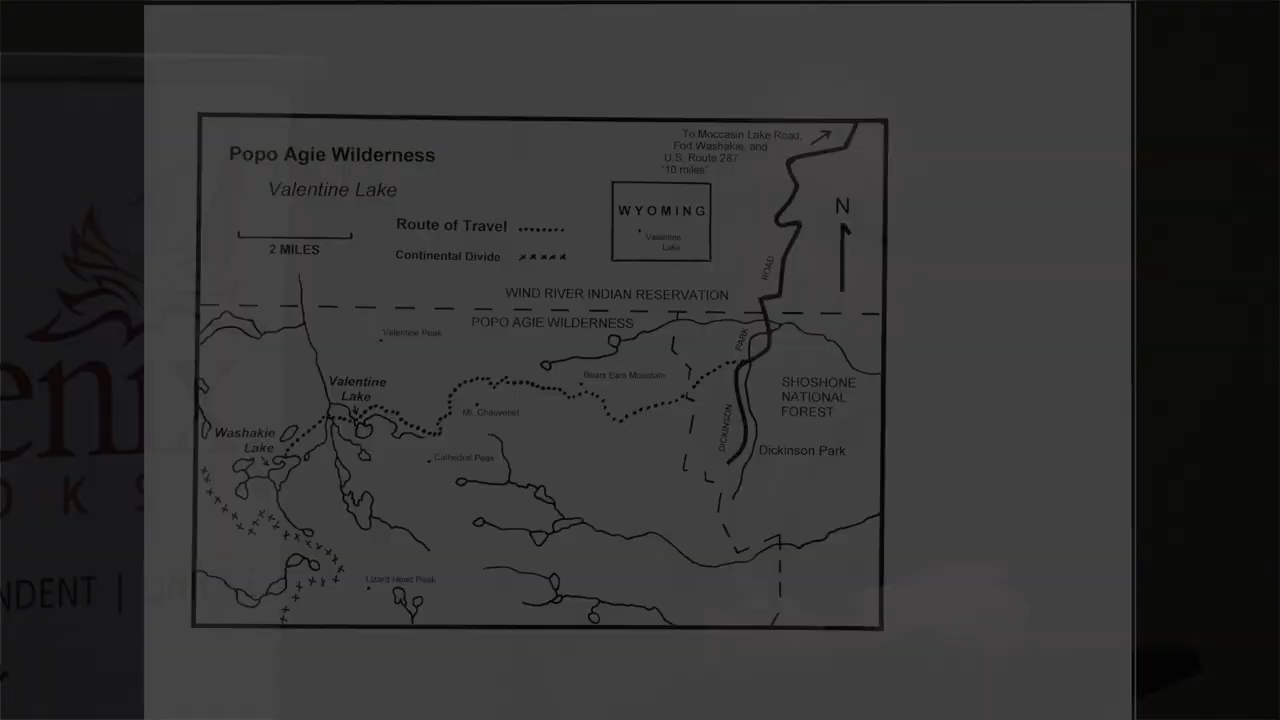 To Moccasin Lake Road,
Fort Washakie, and
U.S. Route 287
"10 miles"
Popo Agie Wilderness
Valentine Lake
2 MILES
Route of Travel
Continental Divide
WYOMING
Valentine
Lake
N
ROAD
WIND RIVER INDIAN RESERVATION
POPO AGIE WILDERNESS
Valentine Peak
PARK
Bears Ears Mountain
Valentine
Lake
SHOSHONE
NATIONAL
FOREST
Mt. Chauvenet
DICKINSON
Washakie
Lake
Cathedral Peak
Dickinson Park
Lizard Head Peak
enix
O K S
NDENT |